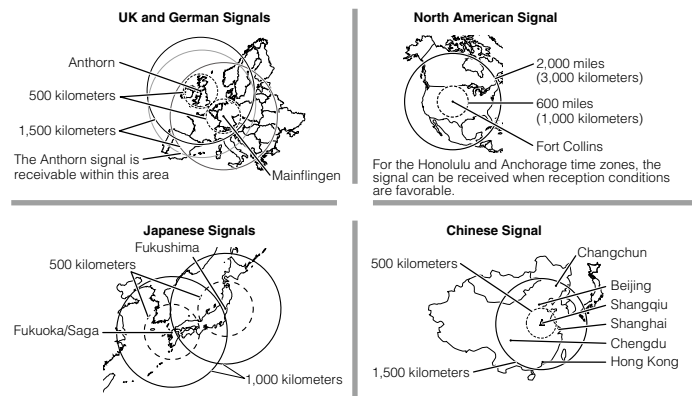 UK and German Signals
Anthorn
500 kilometers
1,500 kilometers
The Anthorn signal is
receivable within this area
Mainflingen
North American Signal
2,000 miles
(3,000 kilometers)
600 miles
(1,000 kilometers)
Fort Collins
For the Honolulu and Anchorage time zones, the
signal can be received when reception conditions
are favorable.
Japanese Signals
Fukushima
500 kilometers
Fukuoka/Saga
1,000 kilometers
Chinese Signal
Changchun
500 kilometers
Beijing
Shangqiu
Shanghai
Chengdu
Hong Kong
1,500 kilometers